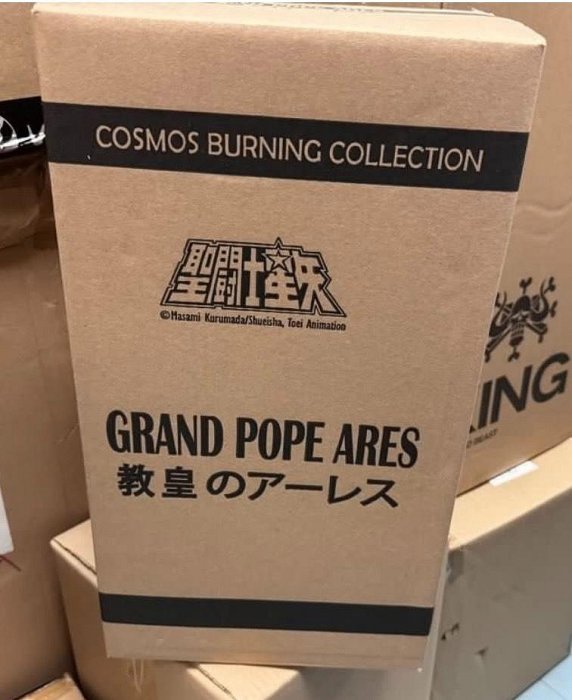 COSMOS BURNING COLLECTION
聖闘士星矢
©Masami Kurumada/Shueisha, Toei Animation
GRAND POPE ARES
教皇のアーレス
ING
BEAST